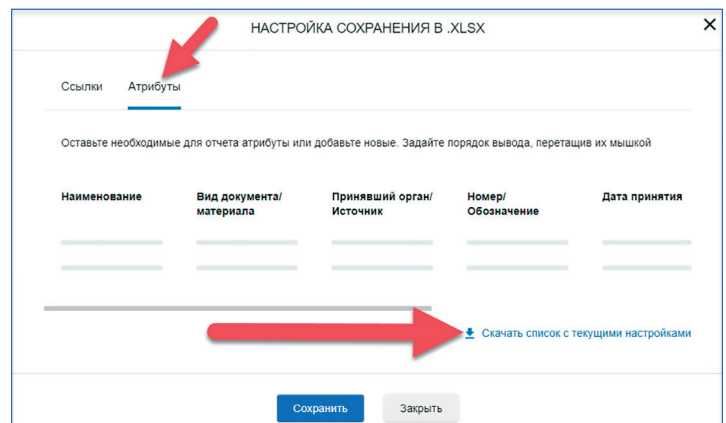 НАСТРОЙКА СОХРАНЕНИЯ В .XLSX
Ссылки Атрибуты
Оставьте необходимые для отчета атрибуты или добавьте новые. Задайте порядок вывода, перетащив их мышкой
Наименование Вид документа/ Принявший орган/ Номер/ Дата принятия
материала Источник Обозначение
Скачать список с текущими настройками
Сохранить Закрыть